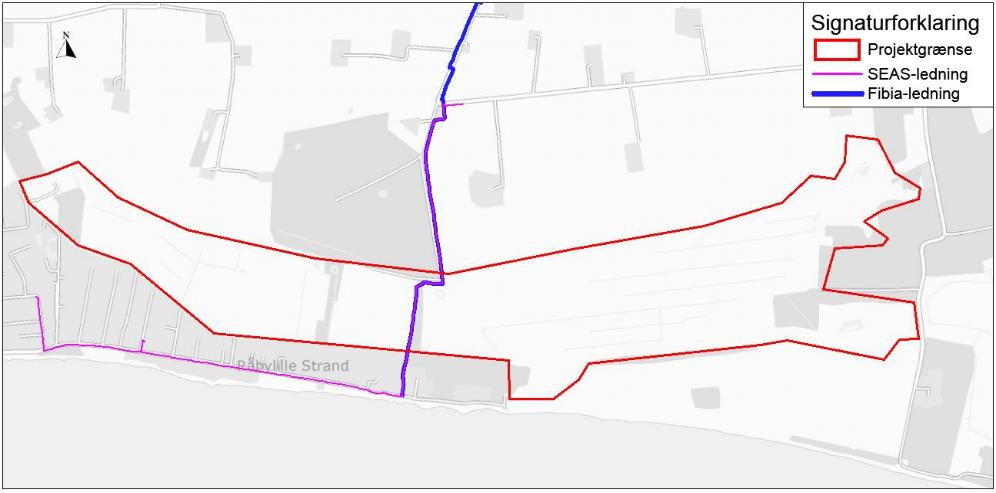 N
Signaturforklaring
Projektgrænse
SEAS-ledning
Fibia-ledning
Råbylille Strand